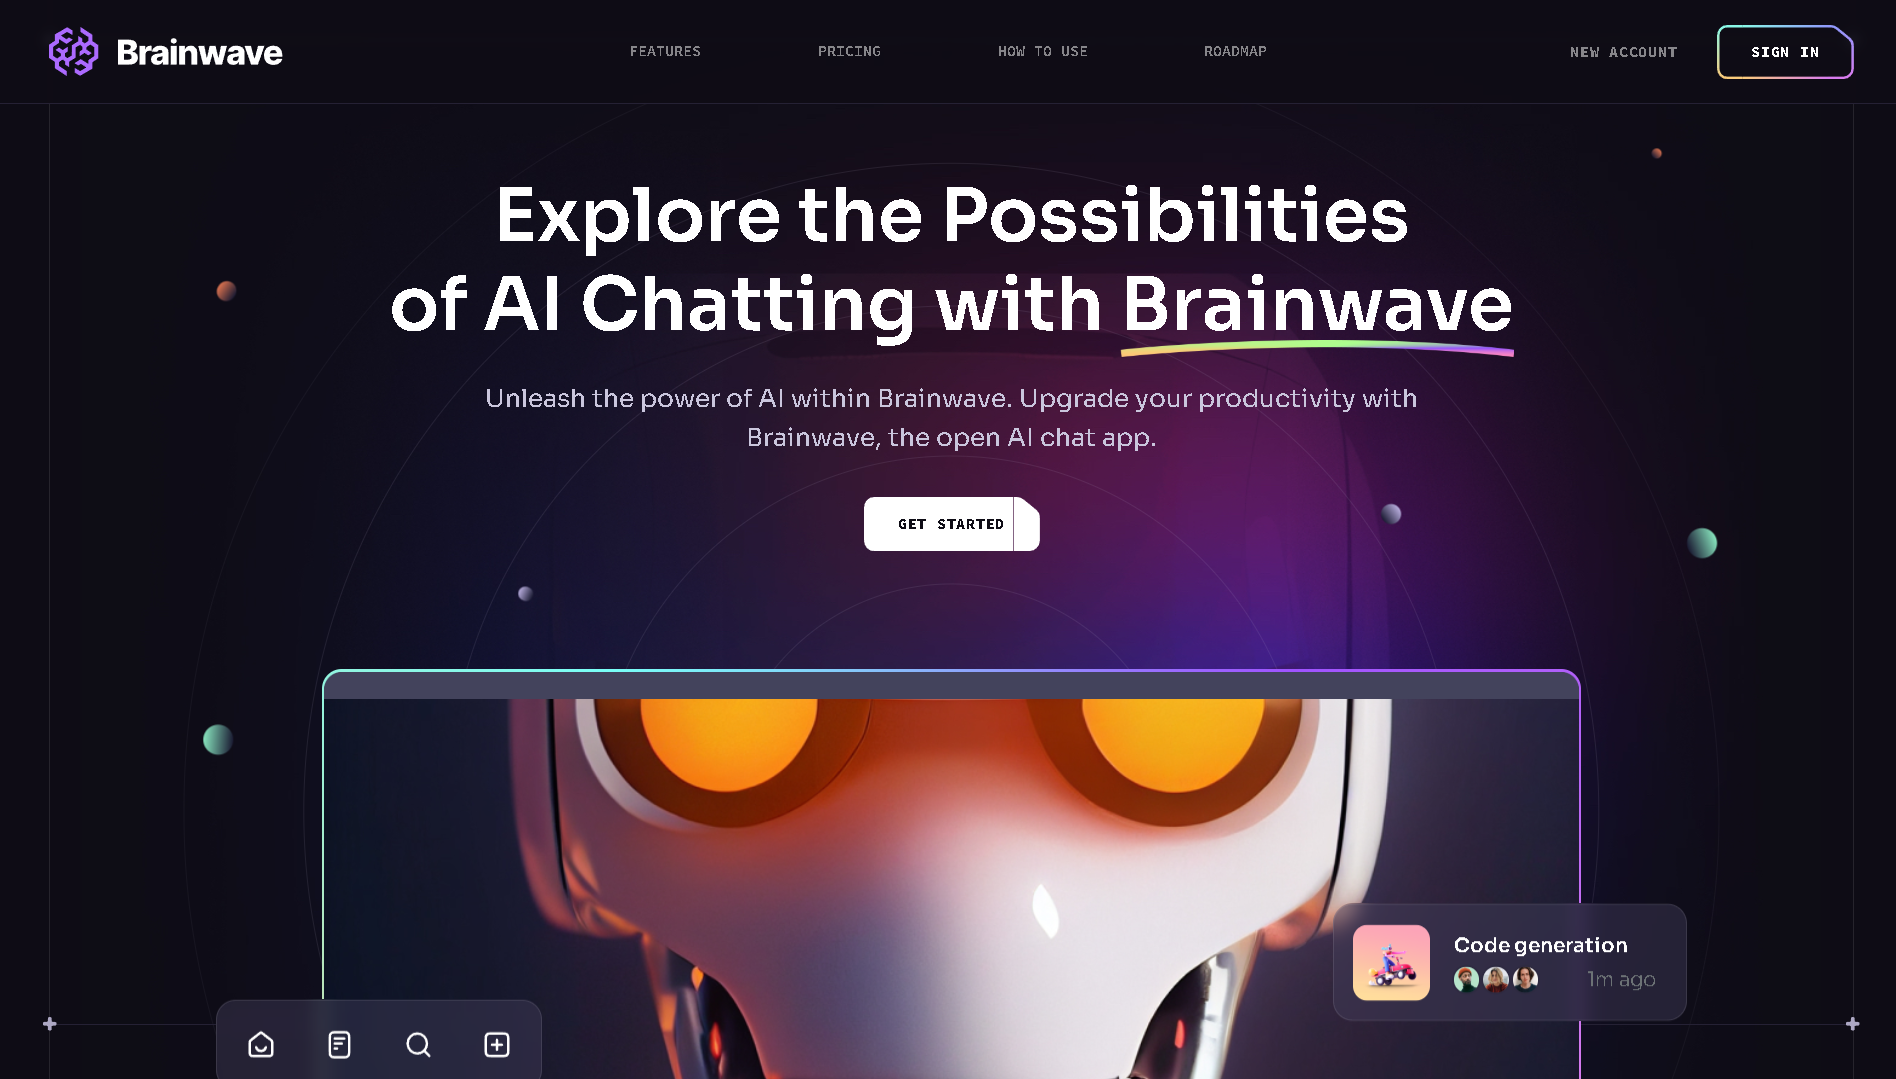 Brainwave
FEATURES
PRICING
HOW TO USE
ROADMAP
NEW ACCOUNT
SIGN IN
Explore the Possibilities
of AI Chatting with Brainwave
Unleash the power of AI within Brainwave. Upgrade your productivity with
Brainwave, the open AI chat app.
GET STARTED
Code generation
1m ago